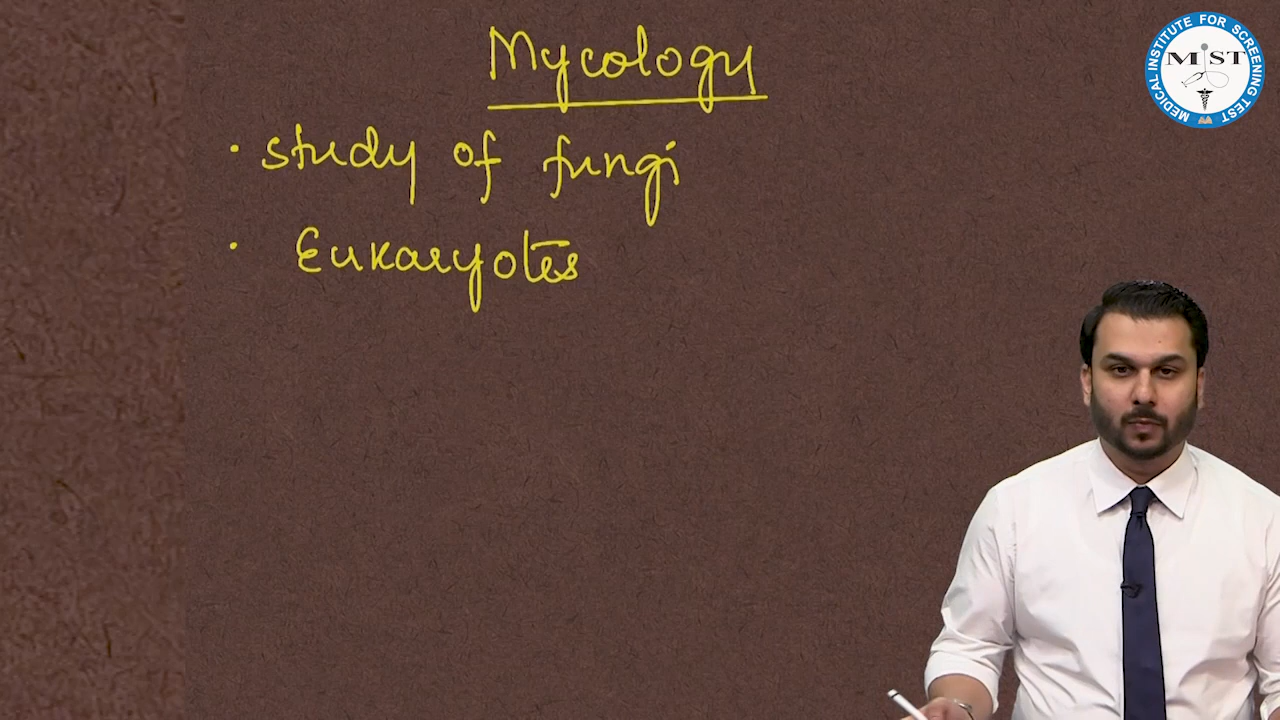 Mycology
• study of fungi
• Eukaryotes
MEDICAL INSTITUTE FOR SCREENING TEST
MIST